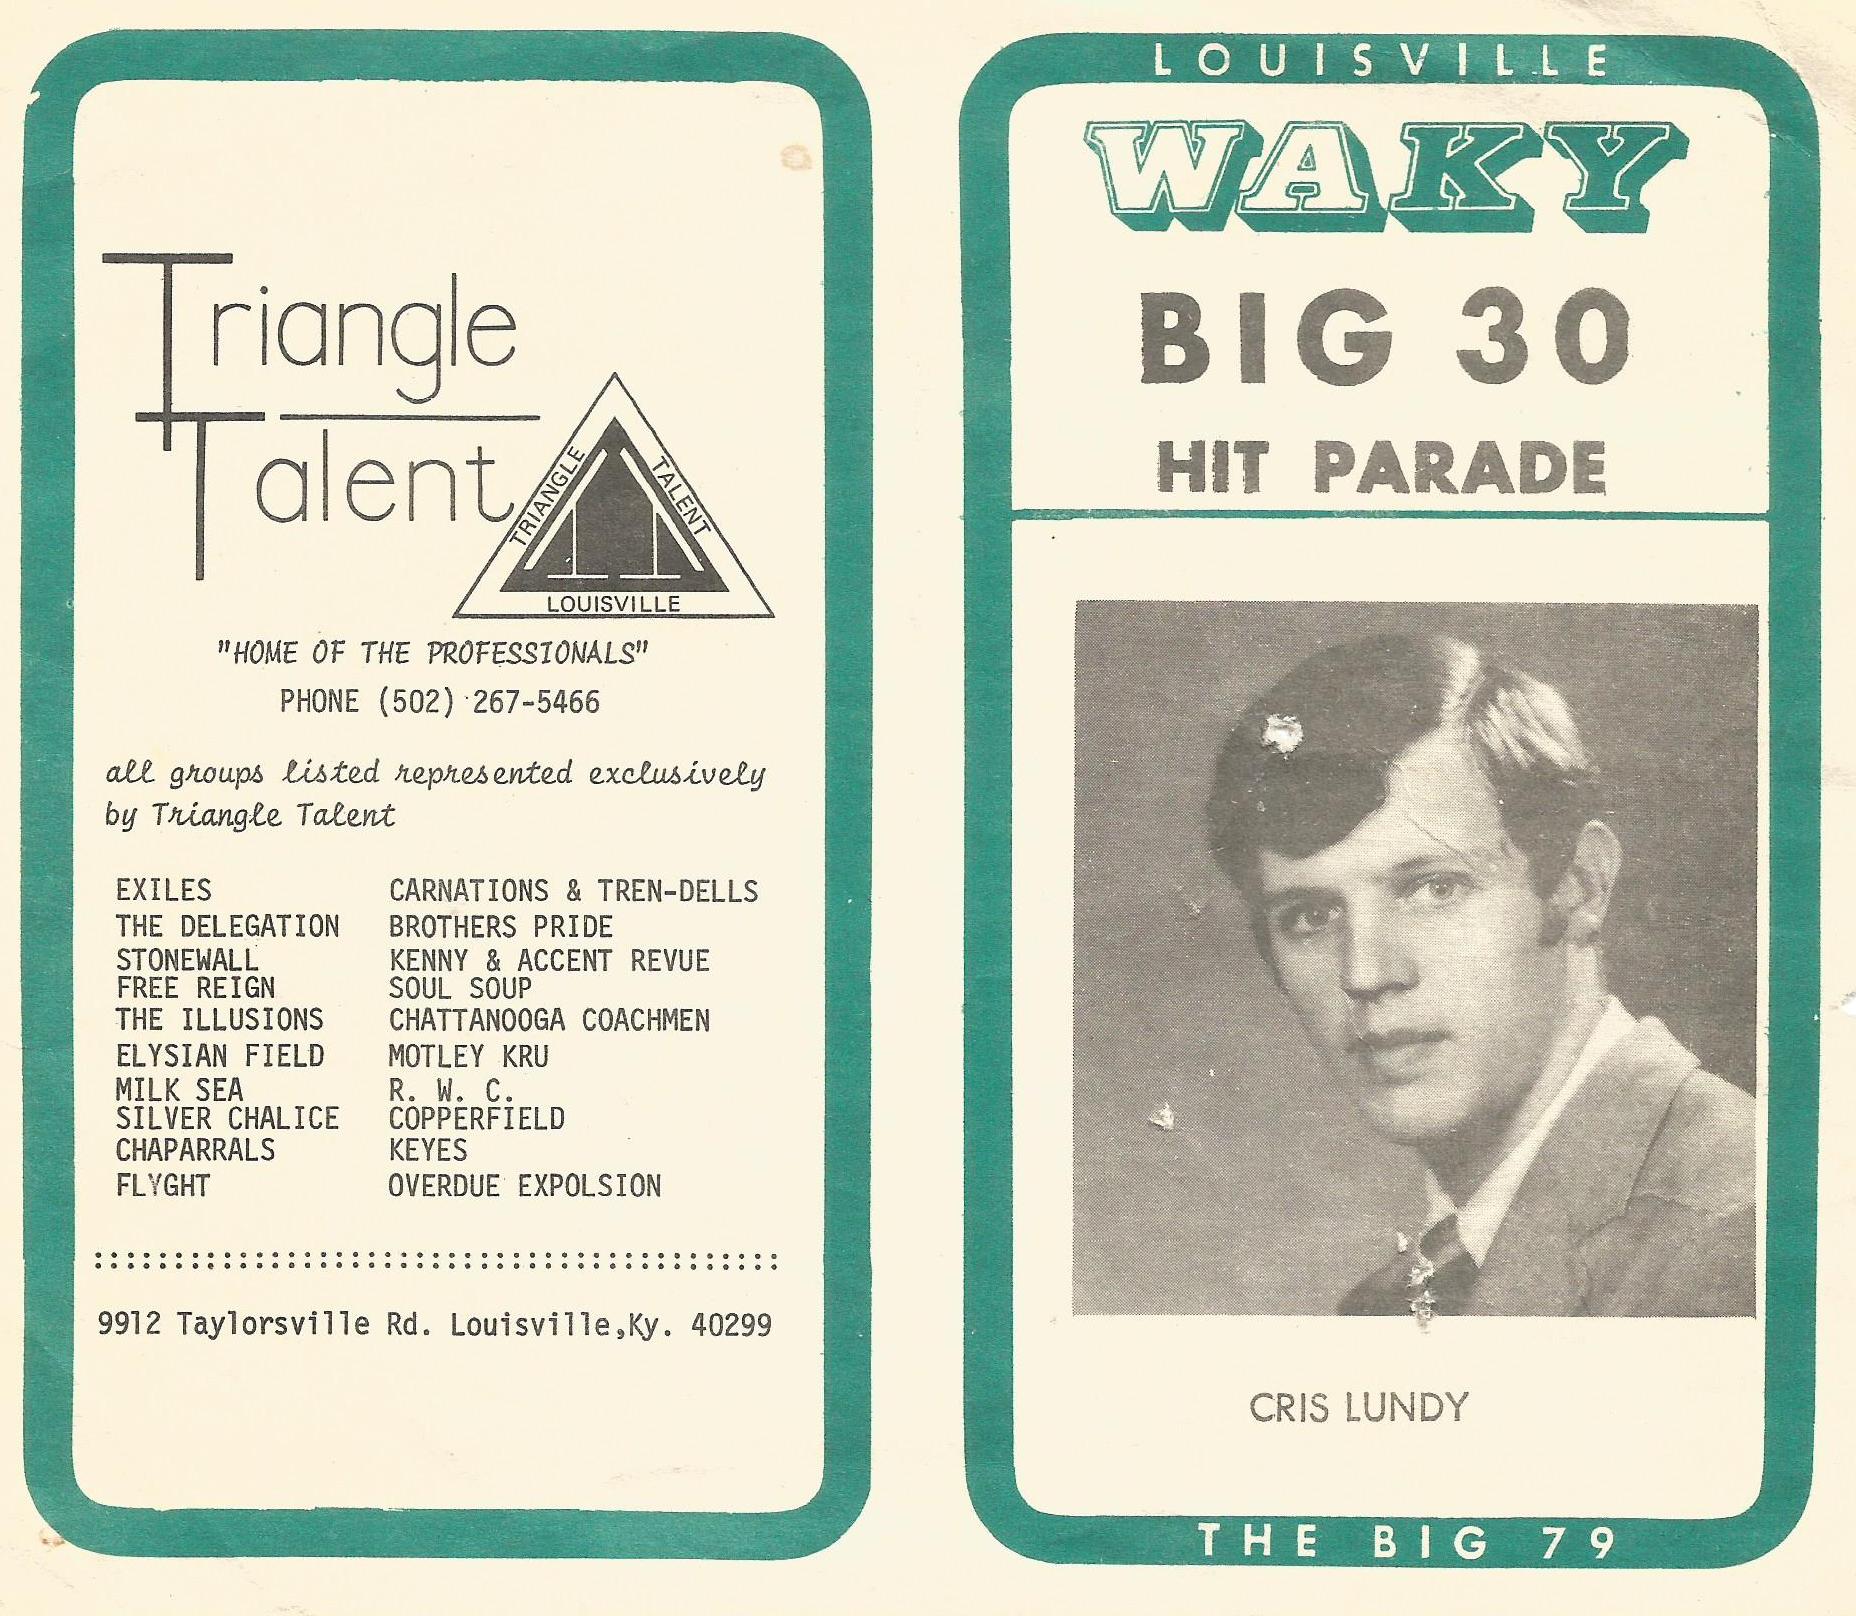 Triangle
Talent
TRIANGLE
TALENT
LOUISVILLE
"HOME OF THE PROFESSIONALS"
PHONE (502) 267-5466
all groups listed represented exclusively
by Triangle Talent
EXILES CARNATIONS & TREN-DELLS
THE DELEGATION BROTHERS PRIDE
STONEWALL KENNY & ACCENT REVUE
FREE REIGN SOUL SOUP
THE ILLUSIONS CHATTANOOGA COACHMEN
ELYSIAN FIELD MOTLEY KRU
MILK SEA R. W. C.
SILVER CHALICE COPPERFIELD
CHAPARRALS KEYES
FLYGHT OVERDUE EXPOLSION
9912 Taylorsville Rd. Louisville,Ky. 40299
LOUISVILLE
WAKY
BIG 30
HIT PARADE
CRIS LUNDY
THE BIG 79